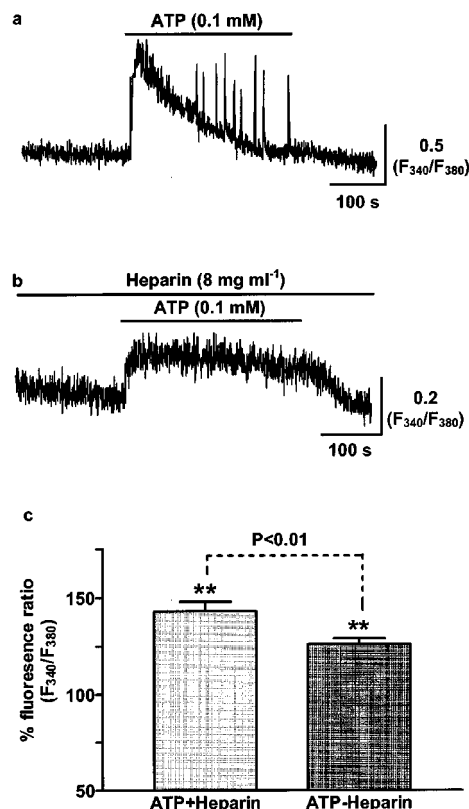 a
ATP (0.1 mM)
0.5
(F340/F380)
100 s
b
Heparin (8 mg ml-1)
ATP (0.1 mM)
0.2
(F340/F380)
100 s
c
P<0.01
**
**
% fluoresence ratio
(F340/F380)
150
100
50
ATP+Heparin
ATP-Heparin